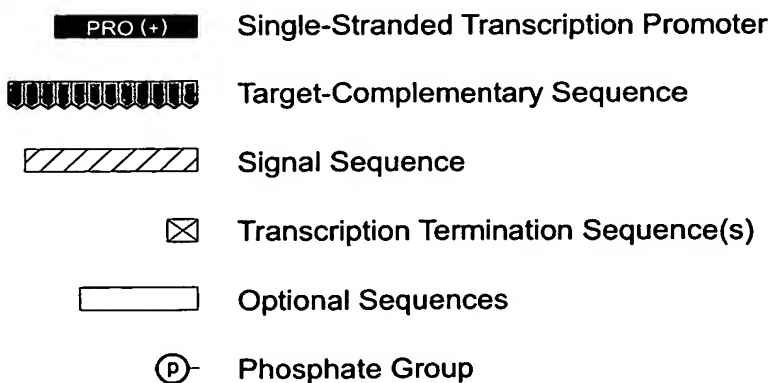 PRO (+) Single-Stranded Transcription Promoter
Target-Complementary Sequence
Signal Sequence
Transcription Termination Sequence(s)
Optional Sequences
P Phosphate Group